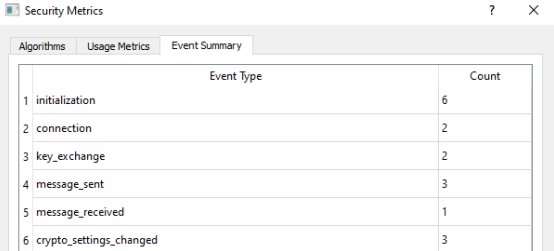 Security Metrics ? X
Algorithms Usage Metrics Event Summary
Event Type Count
1 initialization 6
2 connection 2
3 key_exchange 2
4 message_sent 3
5 message_received 1
6 crypto_settings_changed 3